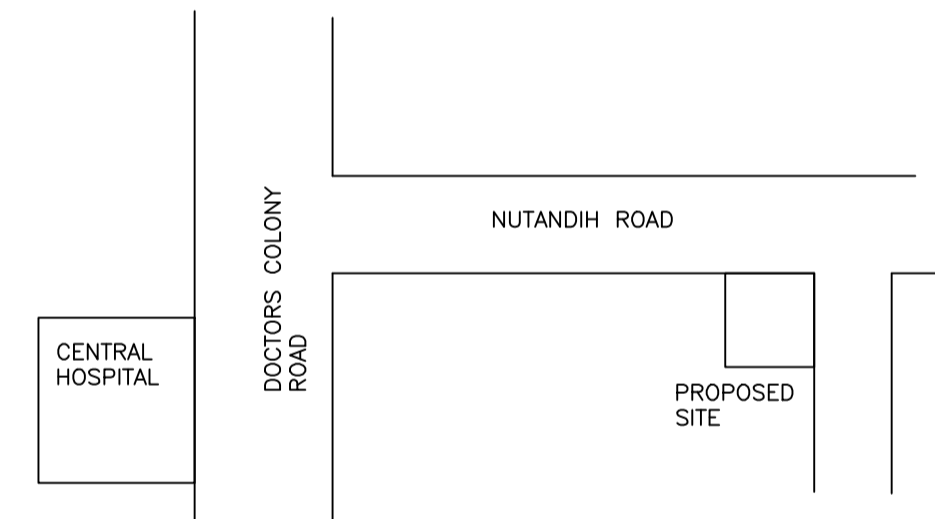 NUTANDIH ROAD
DOCTORS COLONY
ROAD
CENTRAL
HOSPITAL
PROPOSED
SITE